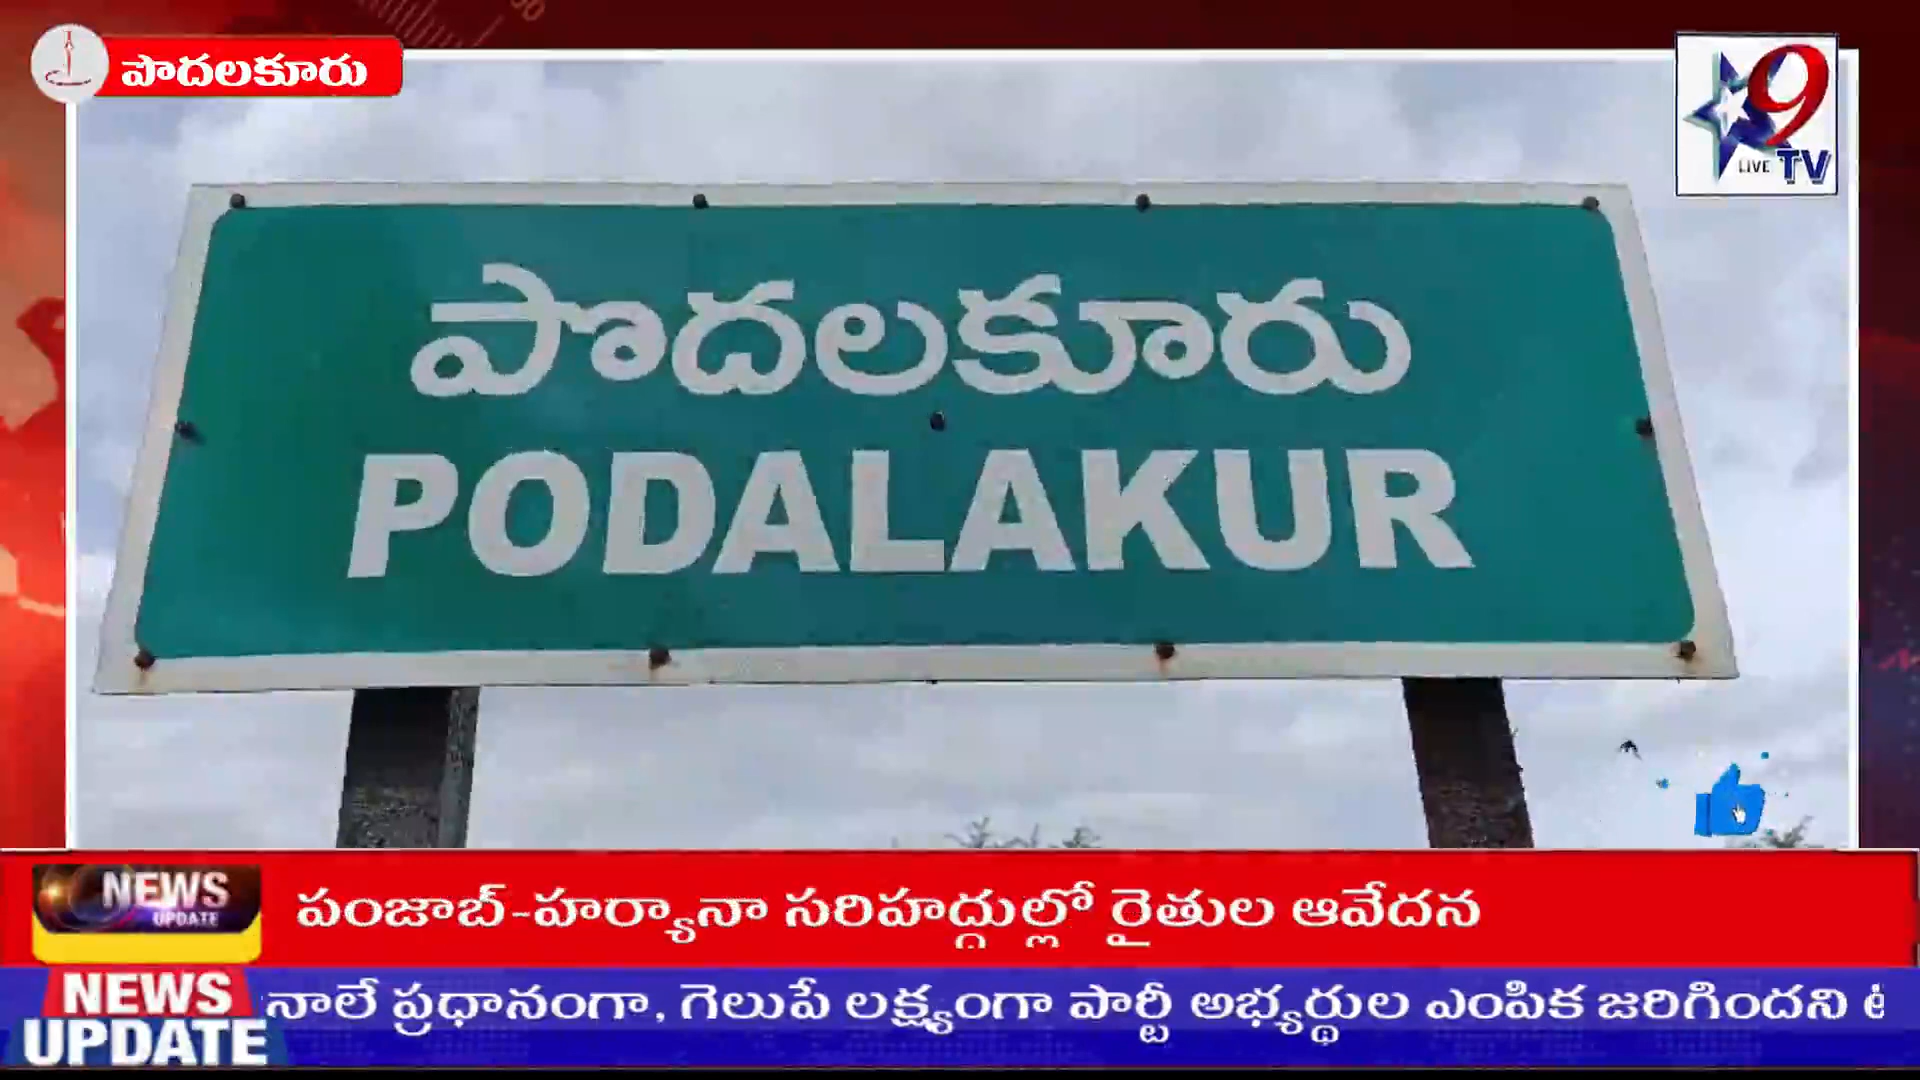 పొదలకూరు
9
LIVE TV
పొదలకూరు
PODALAKUR
NEWS
UPDATE
పంజాబ్-హర్యానా సరిహద్దుల్లో రైతుల ఆవేదన
NEWS
UPDATE
నాలే ప్రధానంగా, గెలుపే లక్ష్యంగా పార్టీ అభ్యర్థుల ఎంపిక జరిగిందని